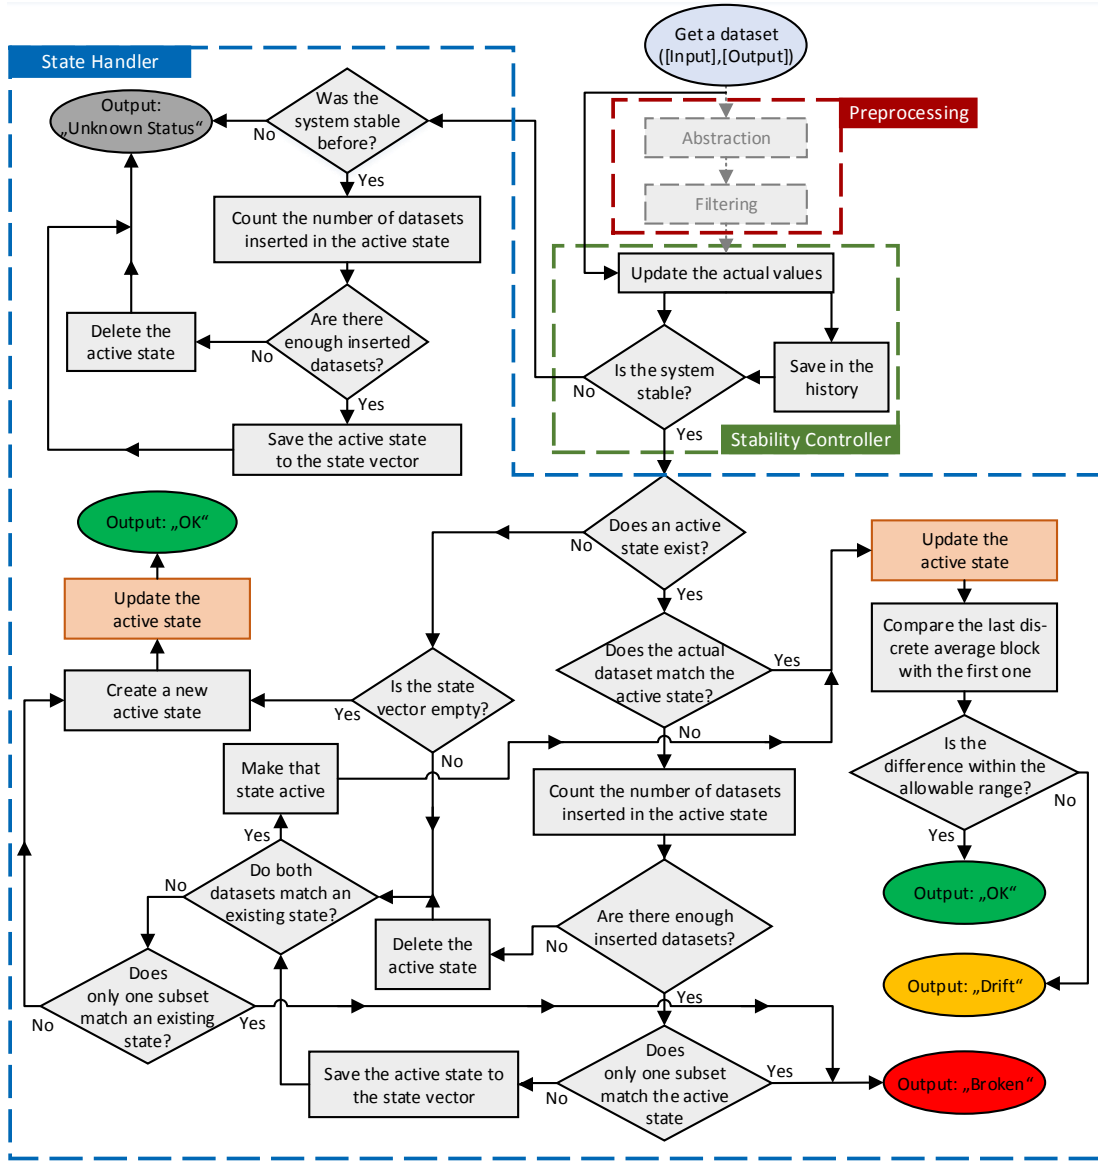 Get a dataset
([Input],[Output])
State Handler
Preprocessing
Abstraction
Filtering
Output:
„Unknown Status“
Was the
system stable
before?
No
Yes
Count the number of datasets
inserted in the active state
Update the actual values
Delete the
active state
No
Are there
enough inserted
datasets?
Yes
Is the system
stable?
No
Yes
Save in the
history
Stability Controller
Save the active state
to the state vector
Output: „OK“
Does an active
state exist?
No
Yes
Update the
active state
Update the
active state
Compare the last dis-
crete average block
with the first one
Does the actual
dataset match the
active state?
Yes
No
Create a new
active state
Is the state
vector empty?
Yes
No
Make that
state active
Yes
Count the number of datasets
inserted in the active state
Is the
difference within the
allowable range?
No
Yes
Do both
datasets match an
existing state?
No
Output: „OK“
Delete the
active state
Are there enough
inserted datasets?
No
Yes
Does
only one subset
match an existing
state?
No
Yes
Output: „Drift“
Save the active state to
the state vector
Does
only one subset
match the active
state
No
Yes
Output: „Broken“